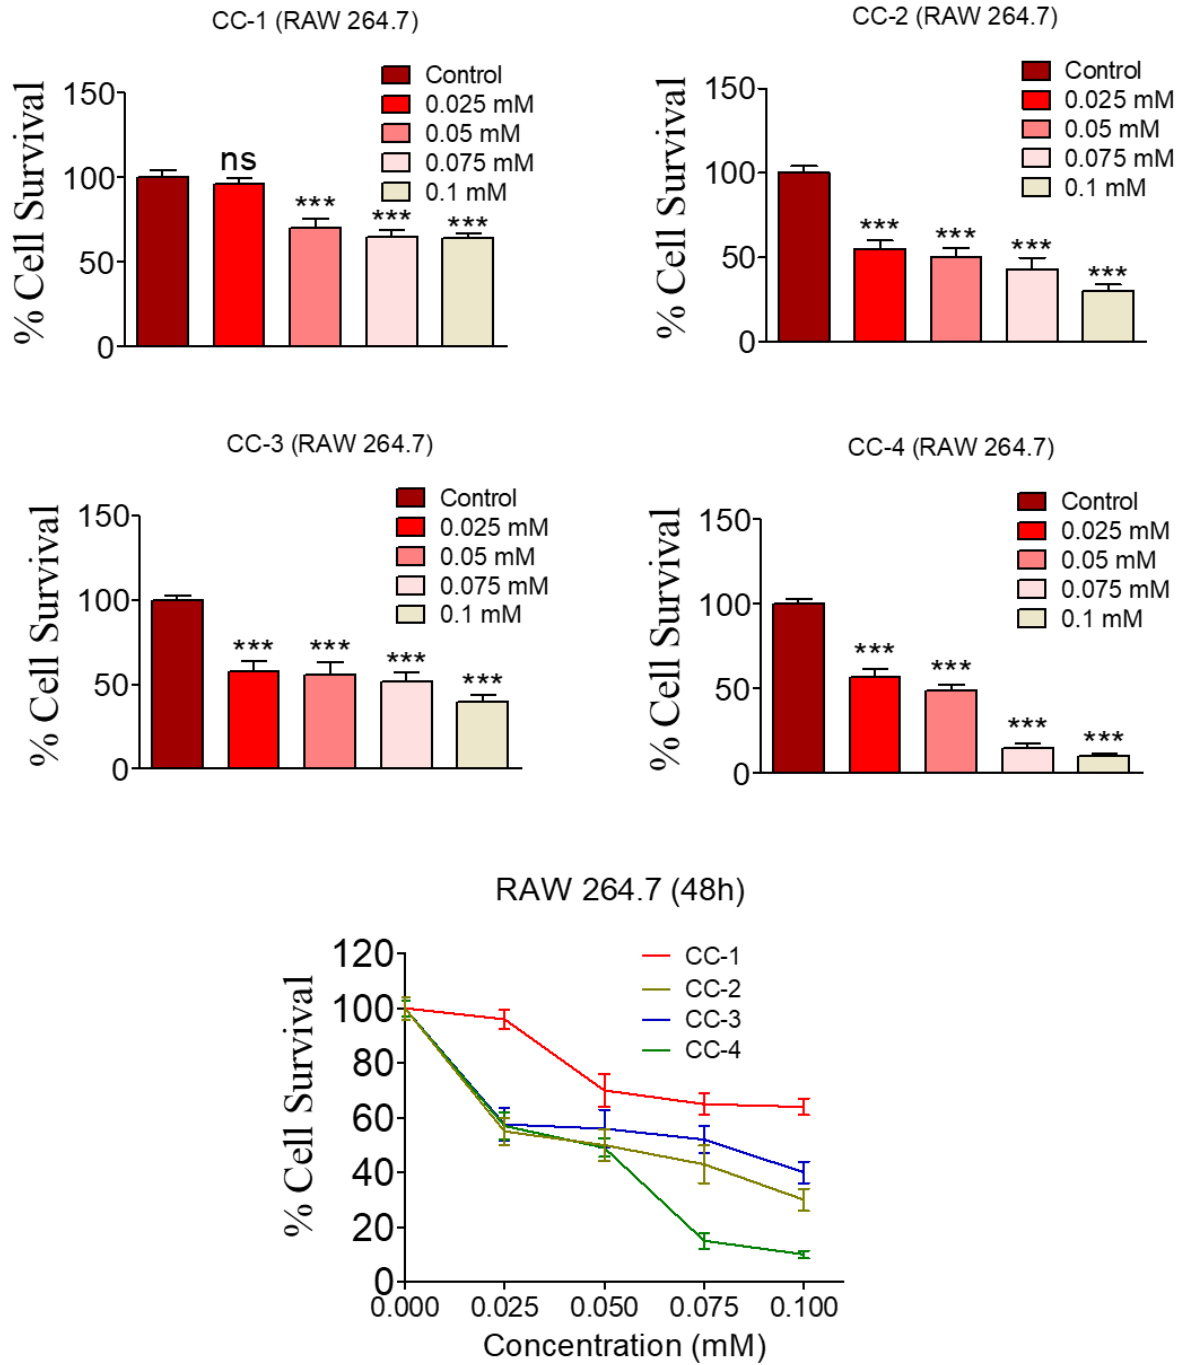 CC-1 (RAW 264.7)
% Cell Survival
150
100
50
0
Control
0.025 mM
0.05 mM
0.075 mM
0.1 mM
ns
***
***
***
CC-2 (RAW 264.7)
% Cell Survival
150
100
50
0
Control
0.025 mM
0.05 mM
0.075 mM
0.1 mM
***
***
***
***
CC-3 (RAW 264.7)
% Cell Survival
150
100
50
0
Control
0.025 mM
0.05 mM
0.075 mM
0.1 mM
***
***
***
***
CC-4 (RAW 264.7)
% Cell Survival
150
100
50
0
Control
0.025 mM
0.05 mM
0.075 mM
0.1 mM
***
***
***
***
RAW 264.7 (48h)
% Cell Survival
120
100
80
60
40
20
0
CC-1
CC-2
CC-3
CC-4
0.000 0.025 0.050 0.075 0.100
Concentration (mM)